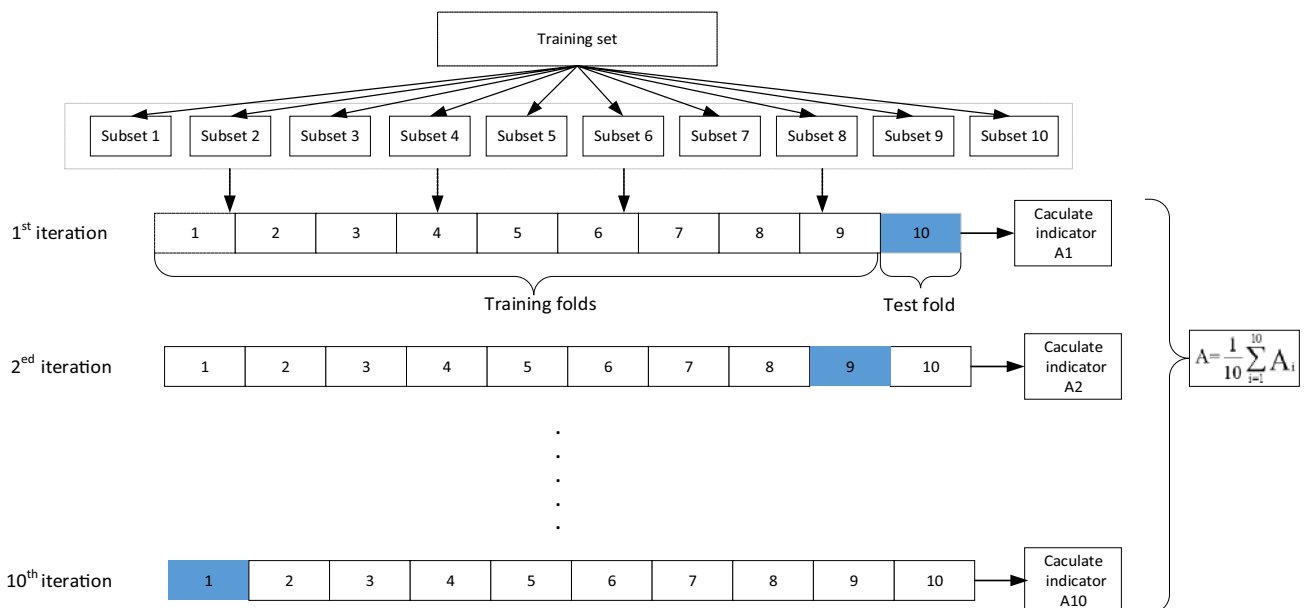 Training set
Subset 1 Subset 2 Subset 3 Subset 4 Subset 5 Subset 6 Subset 7 Subset 8 Subset 9 Subset 10
1st iteration 1 2 3 4 5 6 7 8 9 10 Caculate
indicator
A1
Training folds Test fold
2ed iteration 1 2 3 4 5 6 7 8 9 10 Caculate
indicator
A2
A=1/10 ∑ i=1 10 Ai
10th iteration 1 2 3 4 5 6 7 8 9 10 Caculate
indicator
A10